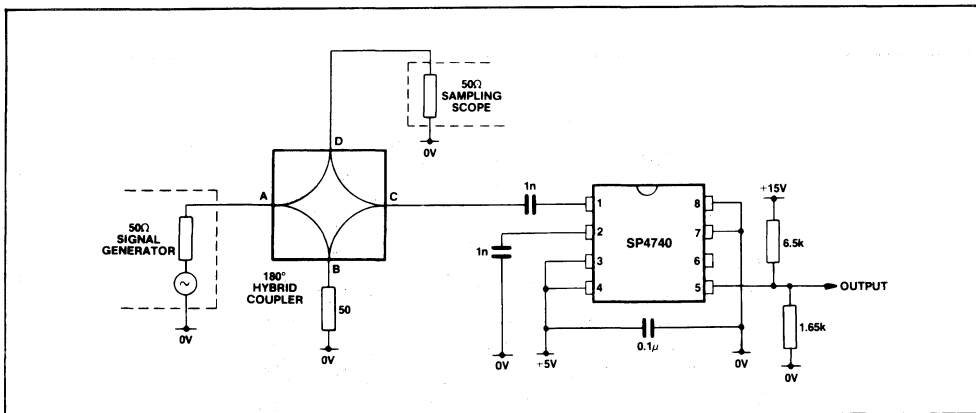 50Ω
SAMPLING
SCOPE
0V
D
A
C
B
50Ω
SIGNAL
GENERATOR
0V
180°
HYBRID
COUPLER
50
0V
1n
1n
0V
1
2
3
4
SP4740
8
7
6
5
+5V
0.1μ
0V
+15V
6.5k
OUTPUT
1.65k
0V